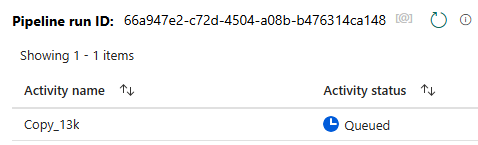 Pipeline run ID: 66a947e2-c72d-4504-a08b-b476314ca148 [@]
Showing 1 - 1 items
Activity name Activity status
Copy_13k Queued